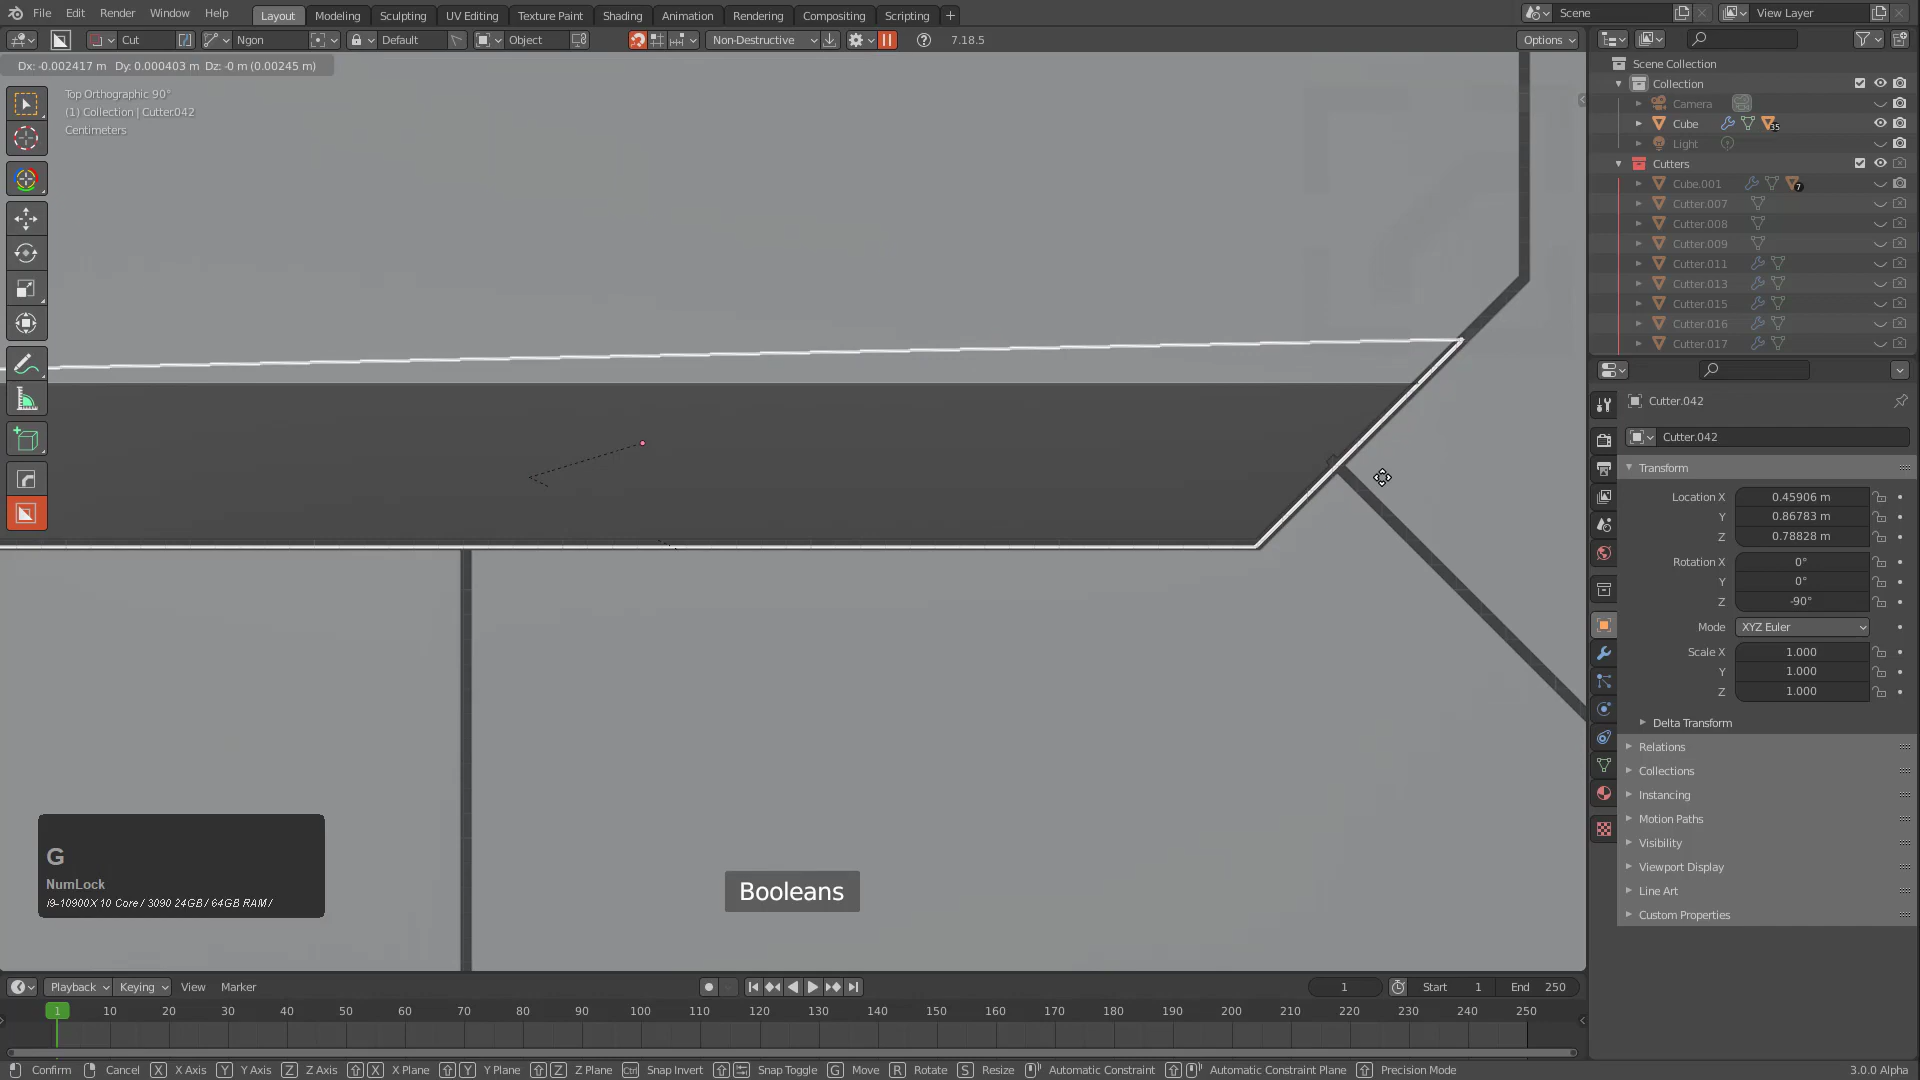 File Edit Render Window Help Layout Modeling Sculpting UV Editing Texture Paint Shading Animation Rendering Compositing Scripting + Scene View Layer
Cut Ngon Default Object Non-Destructive 7.18.5 Options
Dx: -0.002417 m Dy: 0.000403 m Dz: -0 m (0.00245 m)
Top Orthographic 90°
(1) Collection | Cutter.042
Centimeters
Scene Collection
Collection
Camera
Cube 35
Light
Cutters
Cube.001 7
Cutter.007
Cutter.008
Cutter.009
Cutter.011
Cutter.013
Cutter.015
Cutter.016
Cutter.017
Cutter.042
Cutter.042
Transform
Location X 0.45906 m
Y 0.86783 m
Z 0.78828 m
Rotation X 0°
Y 0°
Z -90°
Mode XYZ Euler
Scale X 1.000
Y 1.000
Z 1.000
Delta Transform
Relations
Collections
Instancing
Motion Paths
Visibility
Viewport Display
Line Art
Custom Properties
G
NumLock
i9-10900X 10 Core / 3090 24GB / 64GB RAM /
Booleans
Playback Keying View Marker 1 Start 1 End 250
1 10 20 30 40 50 60 70 80 90 100 110 120 130 140 150 160 170 180 190 200 210 220 230 240 250
Confirm Cancel X X Axis Y Y Axis Z Z Axis X X Plane Y Y Plane Z Z Plane Ctrl Snap Invert Snap Toggle G Move R Rotate S Resize Automatic Constraint Automatic Constraint Plane Precision Mode 3.0.0 Alpha